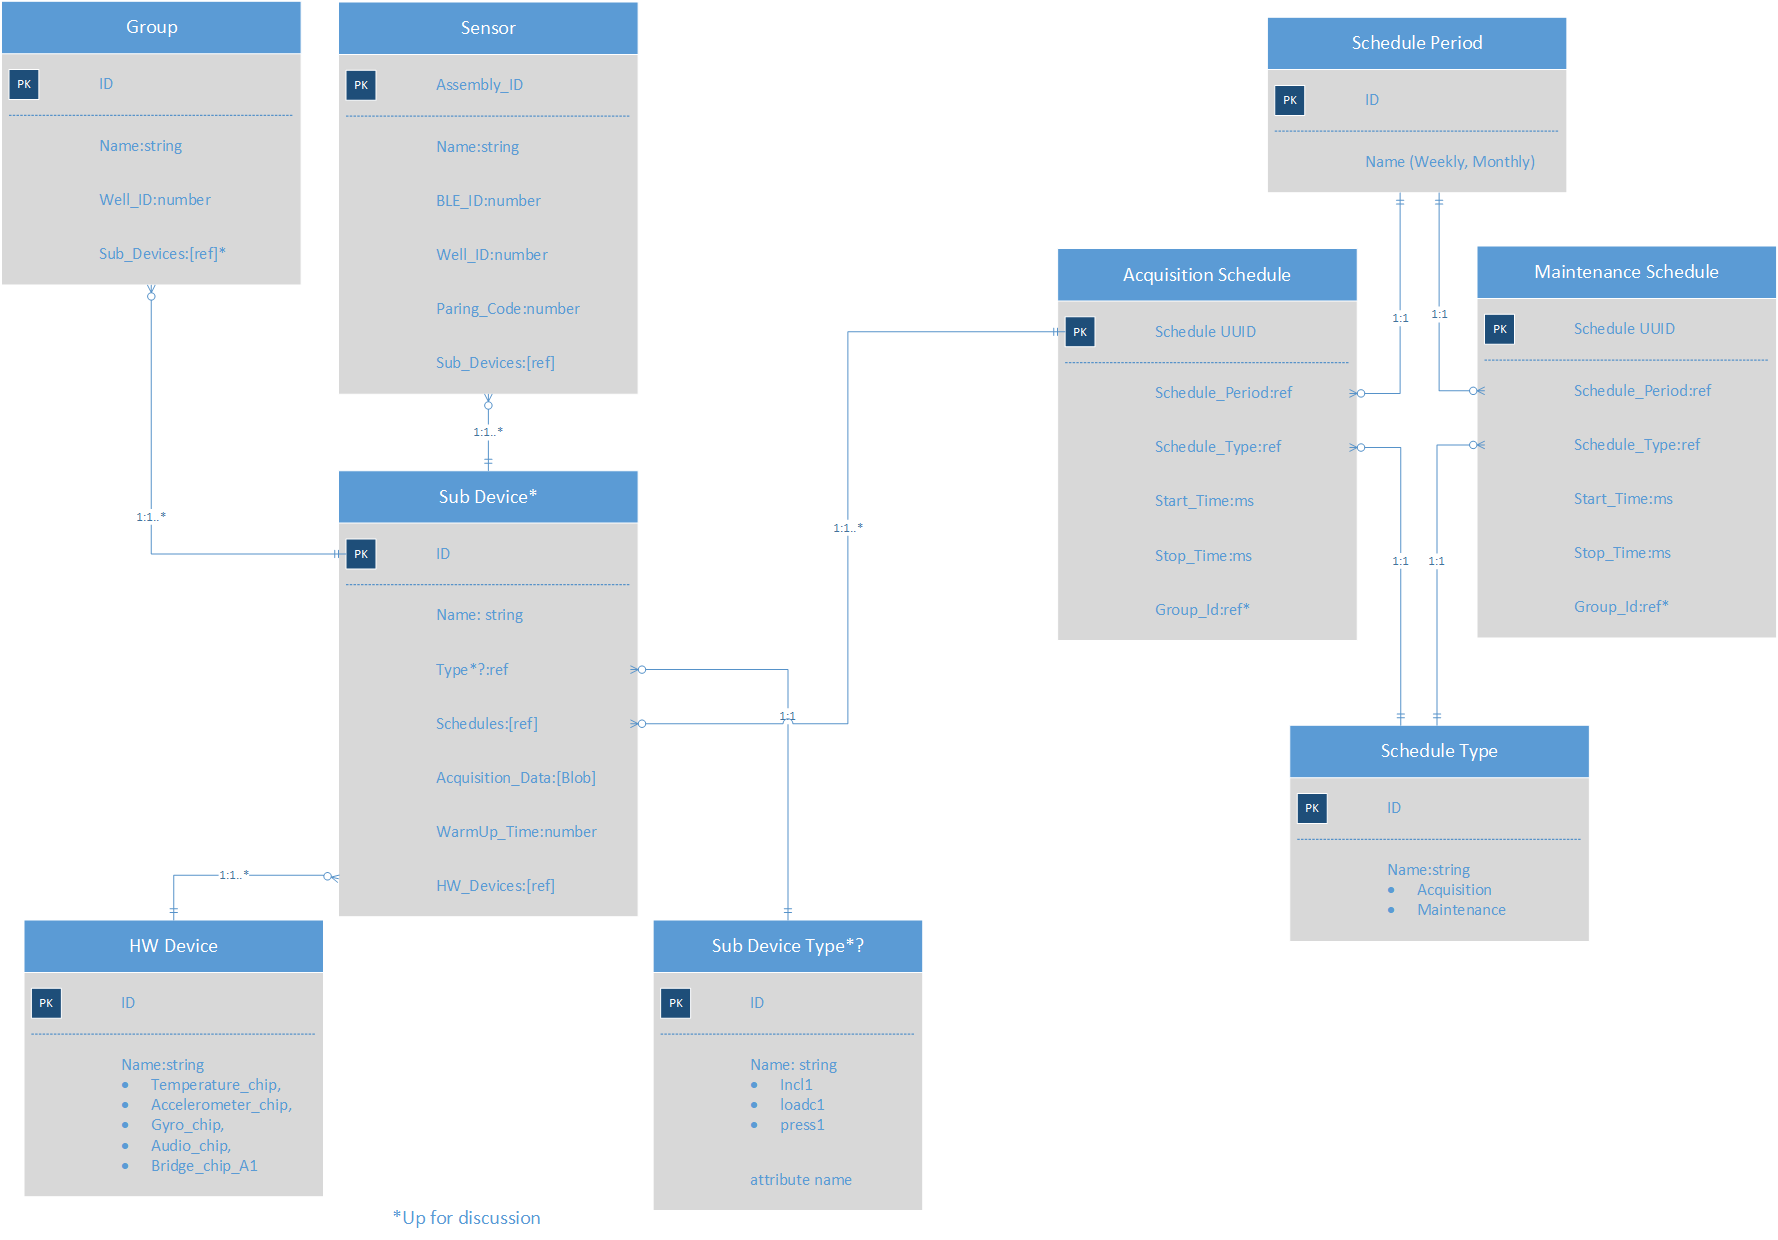 Group
PK
ID
Name:string
Well_ID:number
Sub_Devices:[ref]*
Sensor
PK
Assembly_ID
Name:string
BLE_ID:number
Well_ID:number
Paring_Code:number
Sub_Devices:[ref]
1:1..*
1:1..*
Sub Device*
PK
ID
Name: string
Type*?:ref
Schedules:[ref]
Acquisition_Data:[Blob]
WarmUp_Time:number
HW_Devices:[ref]
1:1..*
1:1
1:1..*
HW Device
PK
ID
Name:string
• Temperature_chip,
• Accelerometer_chip,
• Gyro_chip,
• Audio_chip,
• Bridge_chip_A1
Sub Device Type*?
PK
ID
Name: string
• Incl1
• loadc1
• press1
attribute name
*Up for discussion
Schedule Period
PK
ID
Name (Weekly, Monthly)
1:1
1:1
Acquisition Schedule
PK
Schedule UUID
Schedule_Period:ref
Schedule_Type:ref
Start_Time:ms
Stop_Time:ms
Group_Id:ref*
Maintenance Schedule
PK
Schedule UUID
Schedule_Period:ref
Schedule_Type:ref
Start_Time:ms
Stop_Time:ms
Group_Id:ref*
1:1
1:1
Schedule Type
PK
ID
Name:string
• Acquisition
• Maintenance